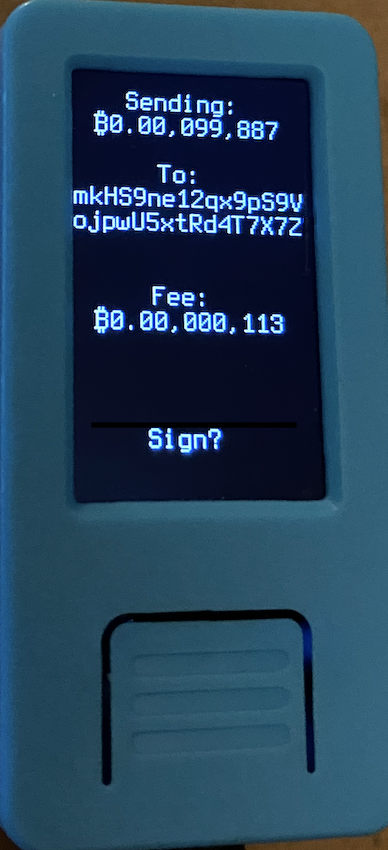 Sending:
₿0.00,099,887
To:
mkHS9ne12qx9pS9V
ojpwU5xtRd4T7X7Z
Fee:
₿0.00,000,113
Sign?